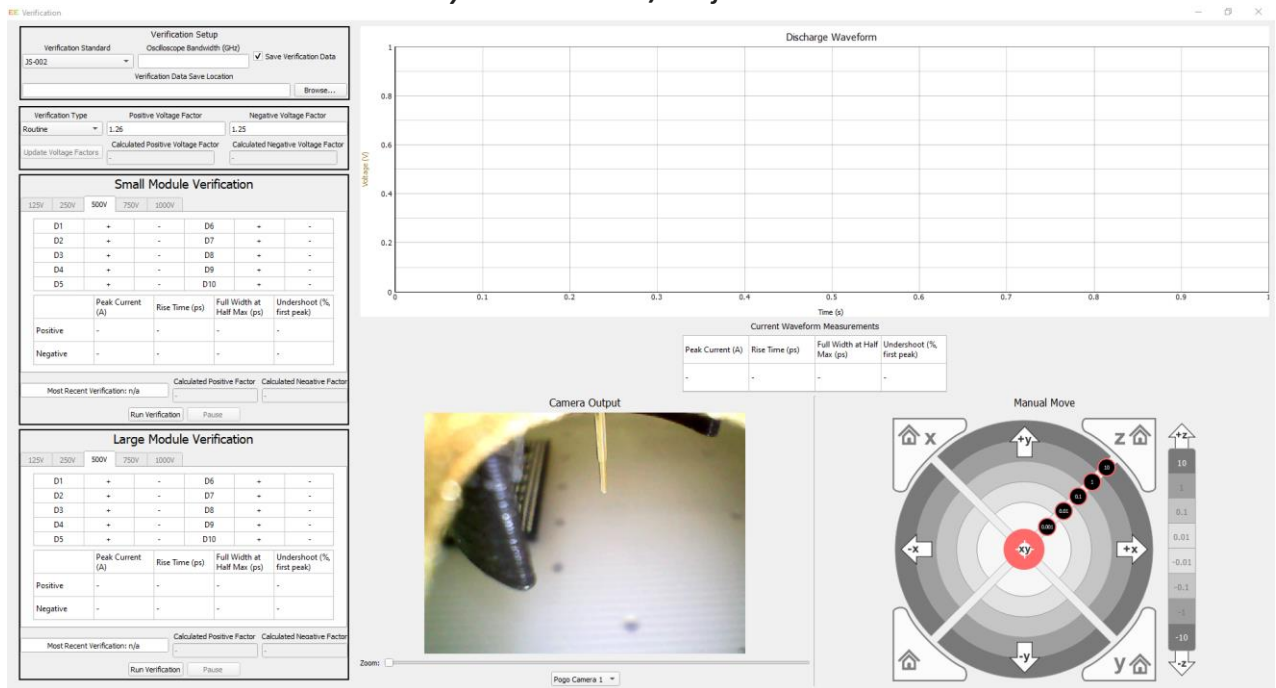 EE Verification
Verification Setup
Verification Standard
Oscilloscope Bandwidth (GHz)
JS-002
Save Verification Data
Verification Data Save Location
Browse...
Verification Type
Positive Voltage Factor
Negative Voltage Factor
Routine
1.26
1.25
Update Voltage Factors
Calculated Positive Voltage Factor
Calculated Negative Voltage Factor
-
-
Small Module Verification
125V 250V 500V 750V 1000V
D1 + - D6 + -
D2 + - D7 + -
D3 + - D8 + -
D4 + - D9 + -
D5 + - D10 + -
Peak Current (A)
Rise Time (ps)
Full Width at Half Max (ps)
Undershoot (%, first peak)
Positive - - - -
Negative - - - -
Most Recent Verification: n/a
Calculated Positive Factor
Calculated Negative Factor
-
-
Run Verification
Pause
Large Module Verification
125V 250V 500V 750V 1000V
D1 + - D6 + -
D2 + - D7 + -
D3 + - D8 + -
D4 + - D9 + -
D5 + - D10 + -
Peak Current (A)
Rise Time (ps)
Full Width at Half Max (ps)
Undershoot (%, first peak)
Positive - - - -
Negative - - - -
Most Recent Verification: n/a
Calculated Positive Factor
Calculated Negative Factor
-
-
Run Verification
Pause
Discharge Waveform
1
0.8
0.6
0.4
0.2
0
Voltage (V)
0.1 0.2 0.3 0.4 0.5 0.6 0.7 0.8 0.9 1
Time (s)
Current Waveform Measurements
Peak Current (A)
Rise Time (ps)
Full Width at Half Max (ps)
Undershoot (%, first peak)
- - - -
Camera Output
Zoom:
Pogo Camera 1
Manual Move
x
+y
z
10
1
0.1
0.01
0.001
-x
xy
+x
-y
y
+z
10
1
0.1
0.01
-0.01
-0.1
-1
-10
-z